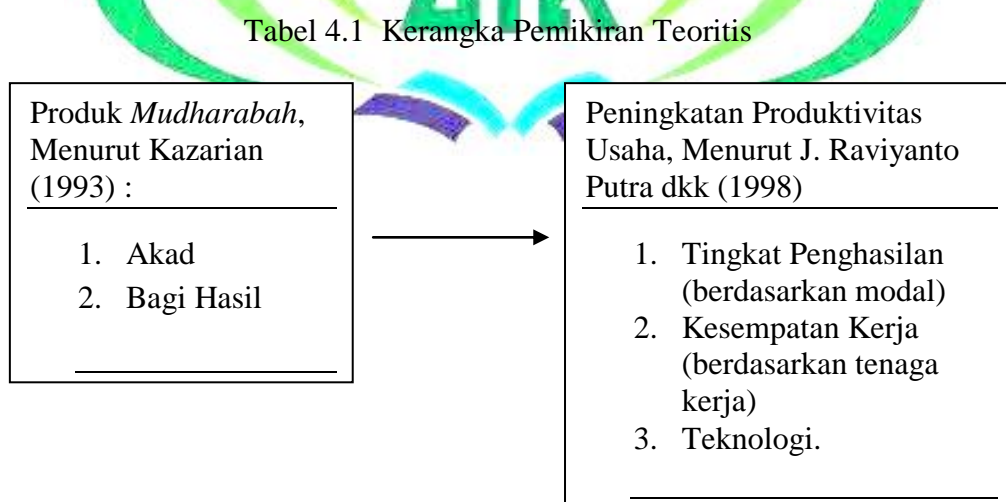 Tabel 4.1 Kerangka Pemikiran Teoritis
Produk Mudharabah,
Menurut Kazarian
(1993) :
1. Akad
2. Bagi Hasil
Peningkatan Produktivitas
Usaha, Menurut J. Raviyanto
Putra dkk (1998)
1. Tingkat Penghasilan
(berdasarkan modal)
2. Kesempatan Kerja
(berdasarkan tenaga
kerja)
3. Teknologi.